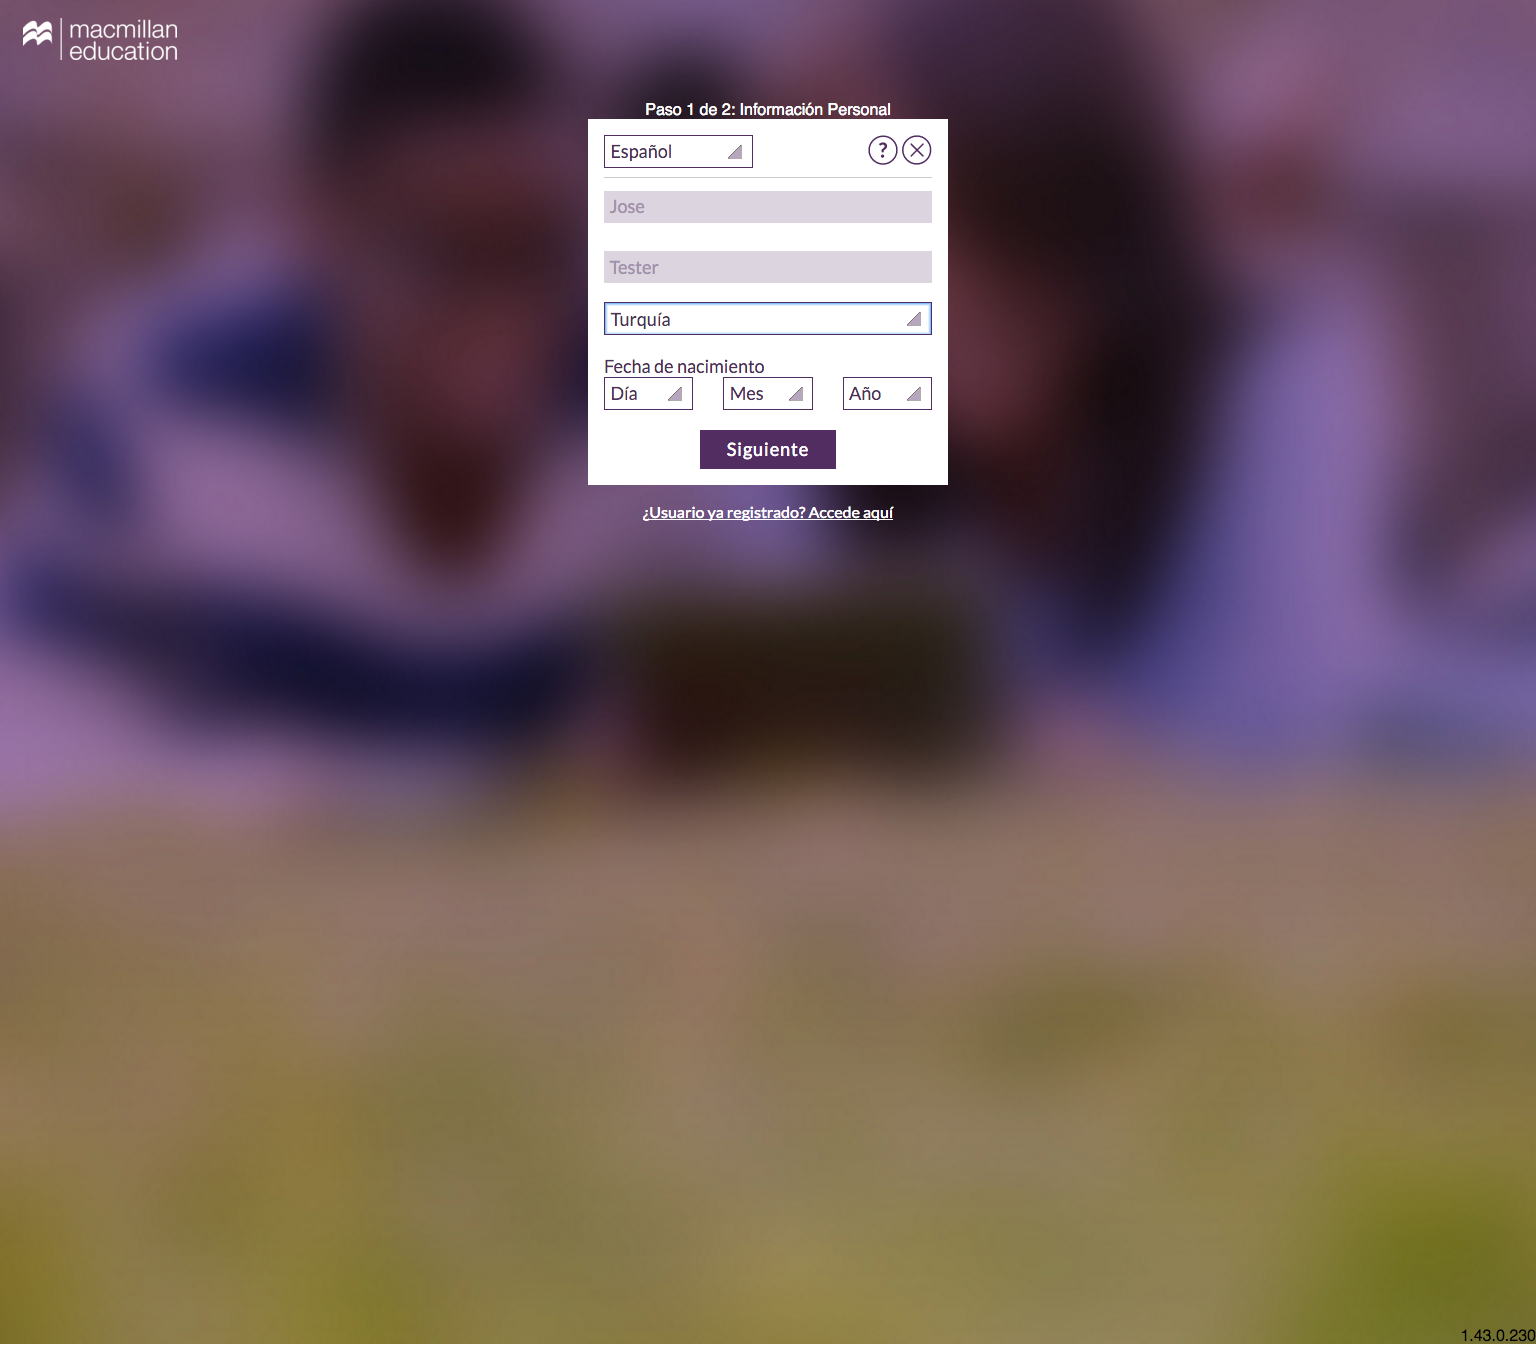 macmillan
education
Paso 1 de 2: Información Personal
Español
?
Jose
Tester
Turquía
Fecha de nacimiento
Día Mes Año
Siguiente
¿Usuario ya registrado? Accede aquí
1.43.0.230